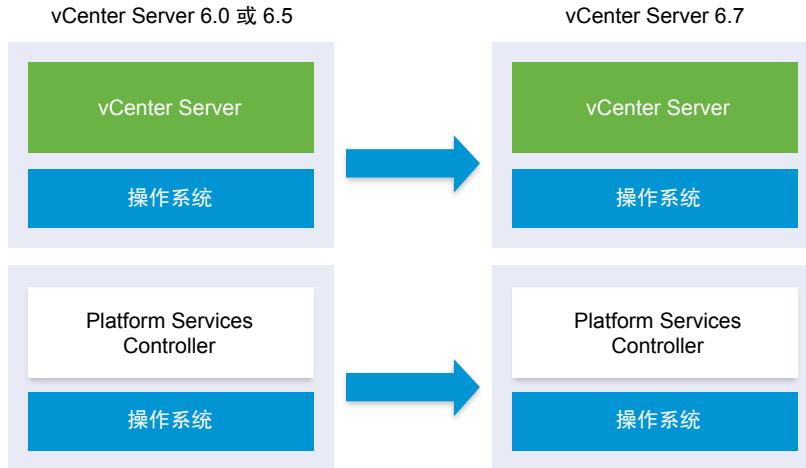 vCenter Server 6.0 或 6.5
vCenter Server 6.7
vCenter Server
vCenter Server
操作系统
操作系统
Platform Services
Controller
Platform Services
Controller
操作系统
操作系统